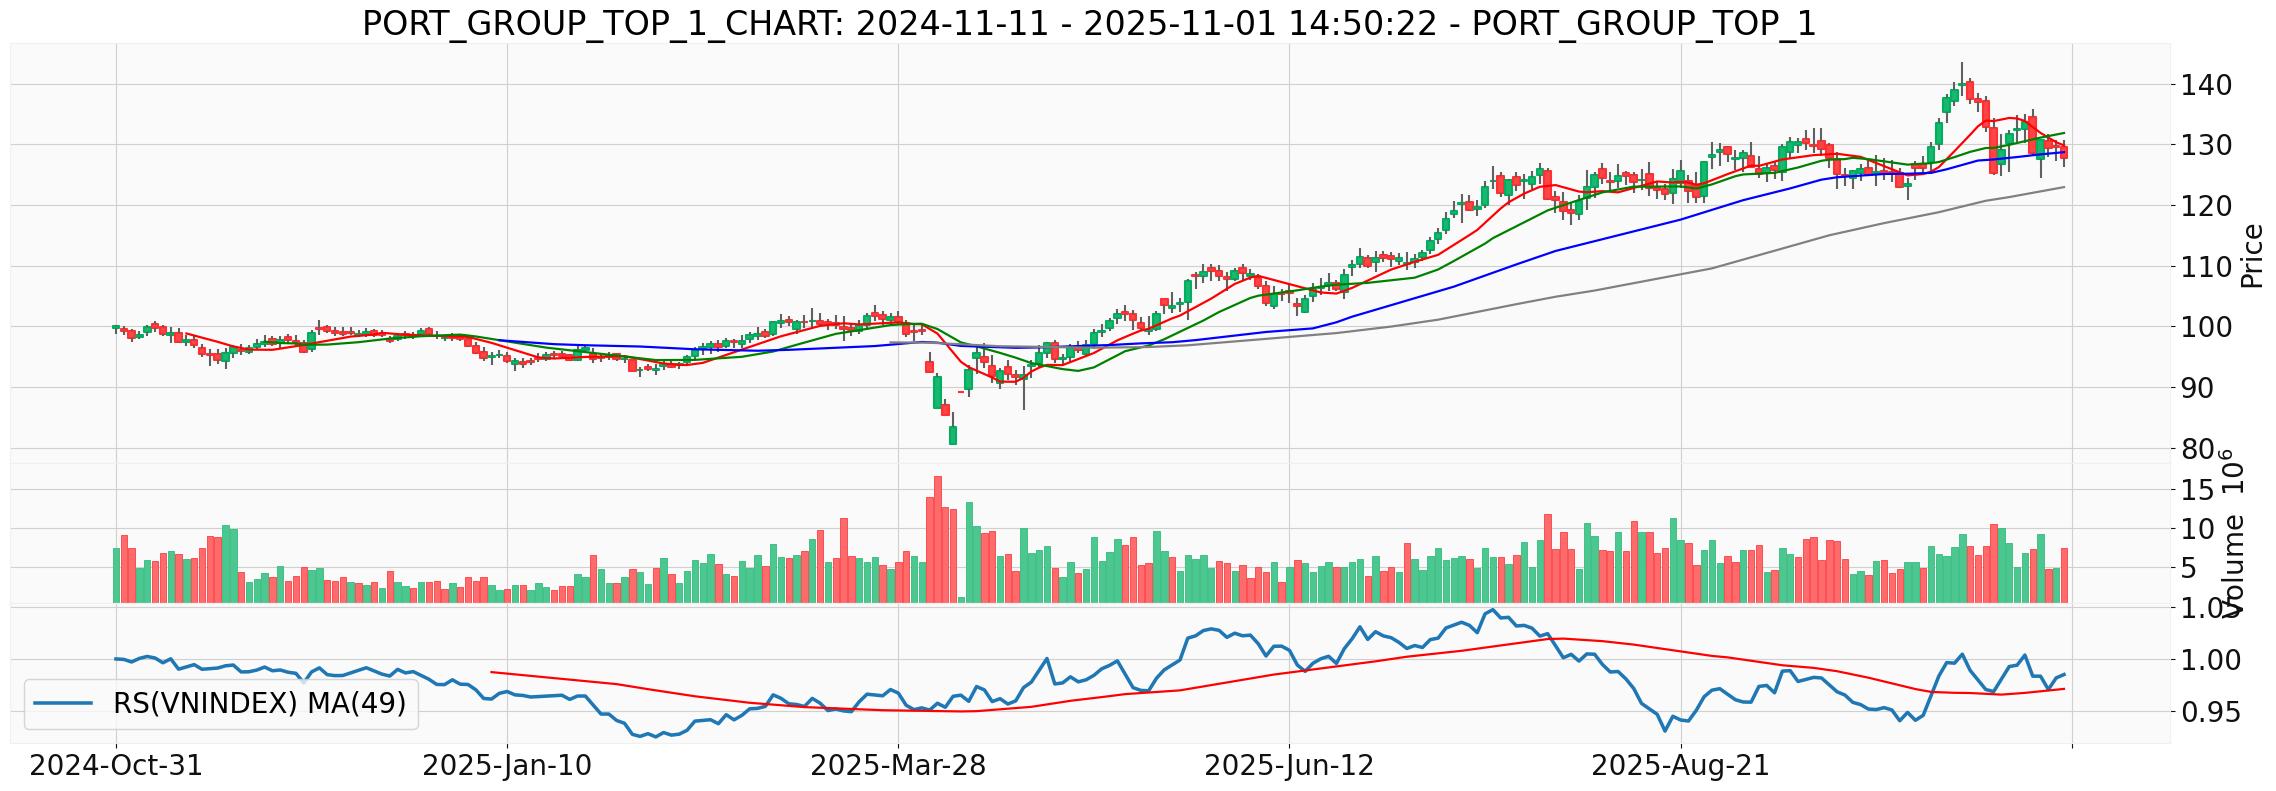 PORT_GROUP_TOP_1_CHART: 2024-11-11 - 2025-11-01 14:50:22 - PORT_GROUP_TOP_1
140
130
120
110
100
90
80
Price
15
10
5
Volume 10^6
1.05
1.00
0.95
RS(VNINDEX) MA(49)
2024-Oct-31
2025-Jan-10
2025-Mar-28
2025-Jun-12
2025-Aug-21